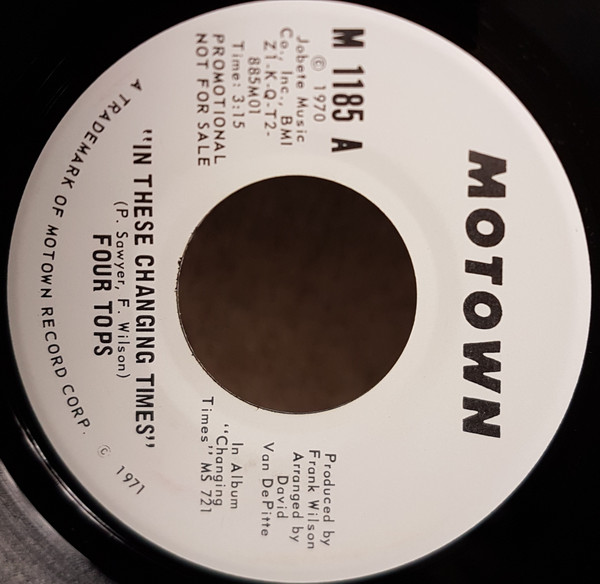 MOTOWN
M 1185 A
© 1970
Jobete Music
Co., Inc., BMI
Z1-K-Q-T2-
885M01
Time: 3:15
PROMOTIONAL
NOT FOR SALE
Produced by
Frank Wilson
Arranged by
David
Van DePitte
In Album
"Changing
Times" MS 721
"IN THESE CHANGING TIMES"
(P. Sawyer, F. Wilson)
FOUR TOPS
A TRADEMARK OF MOTOWN RECORD CORP. © 1971